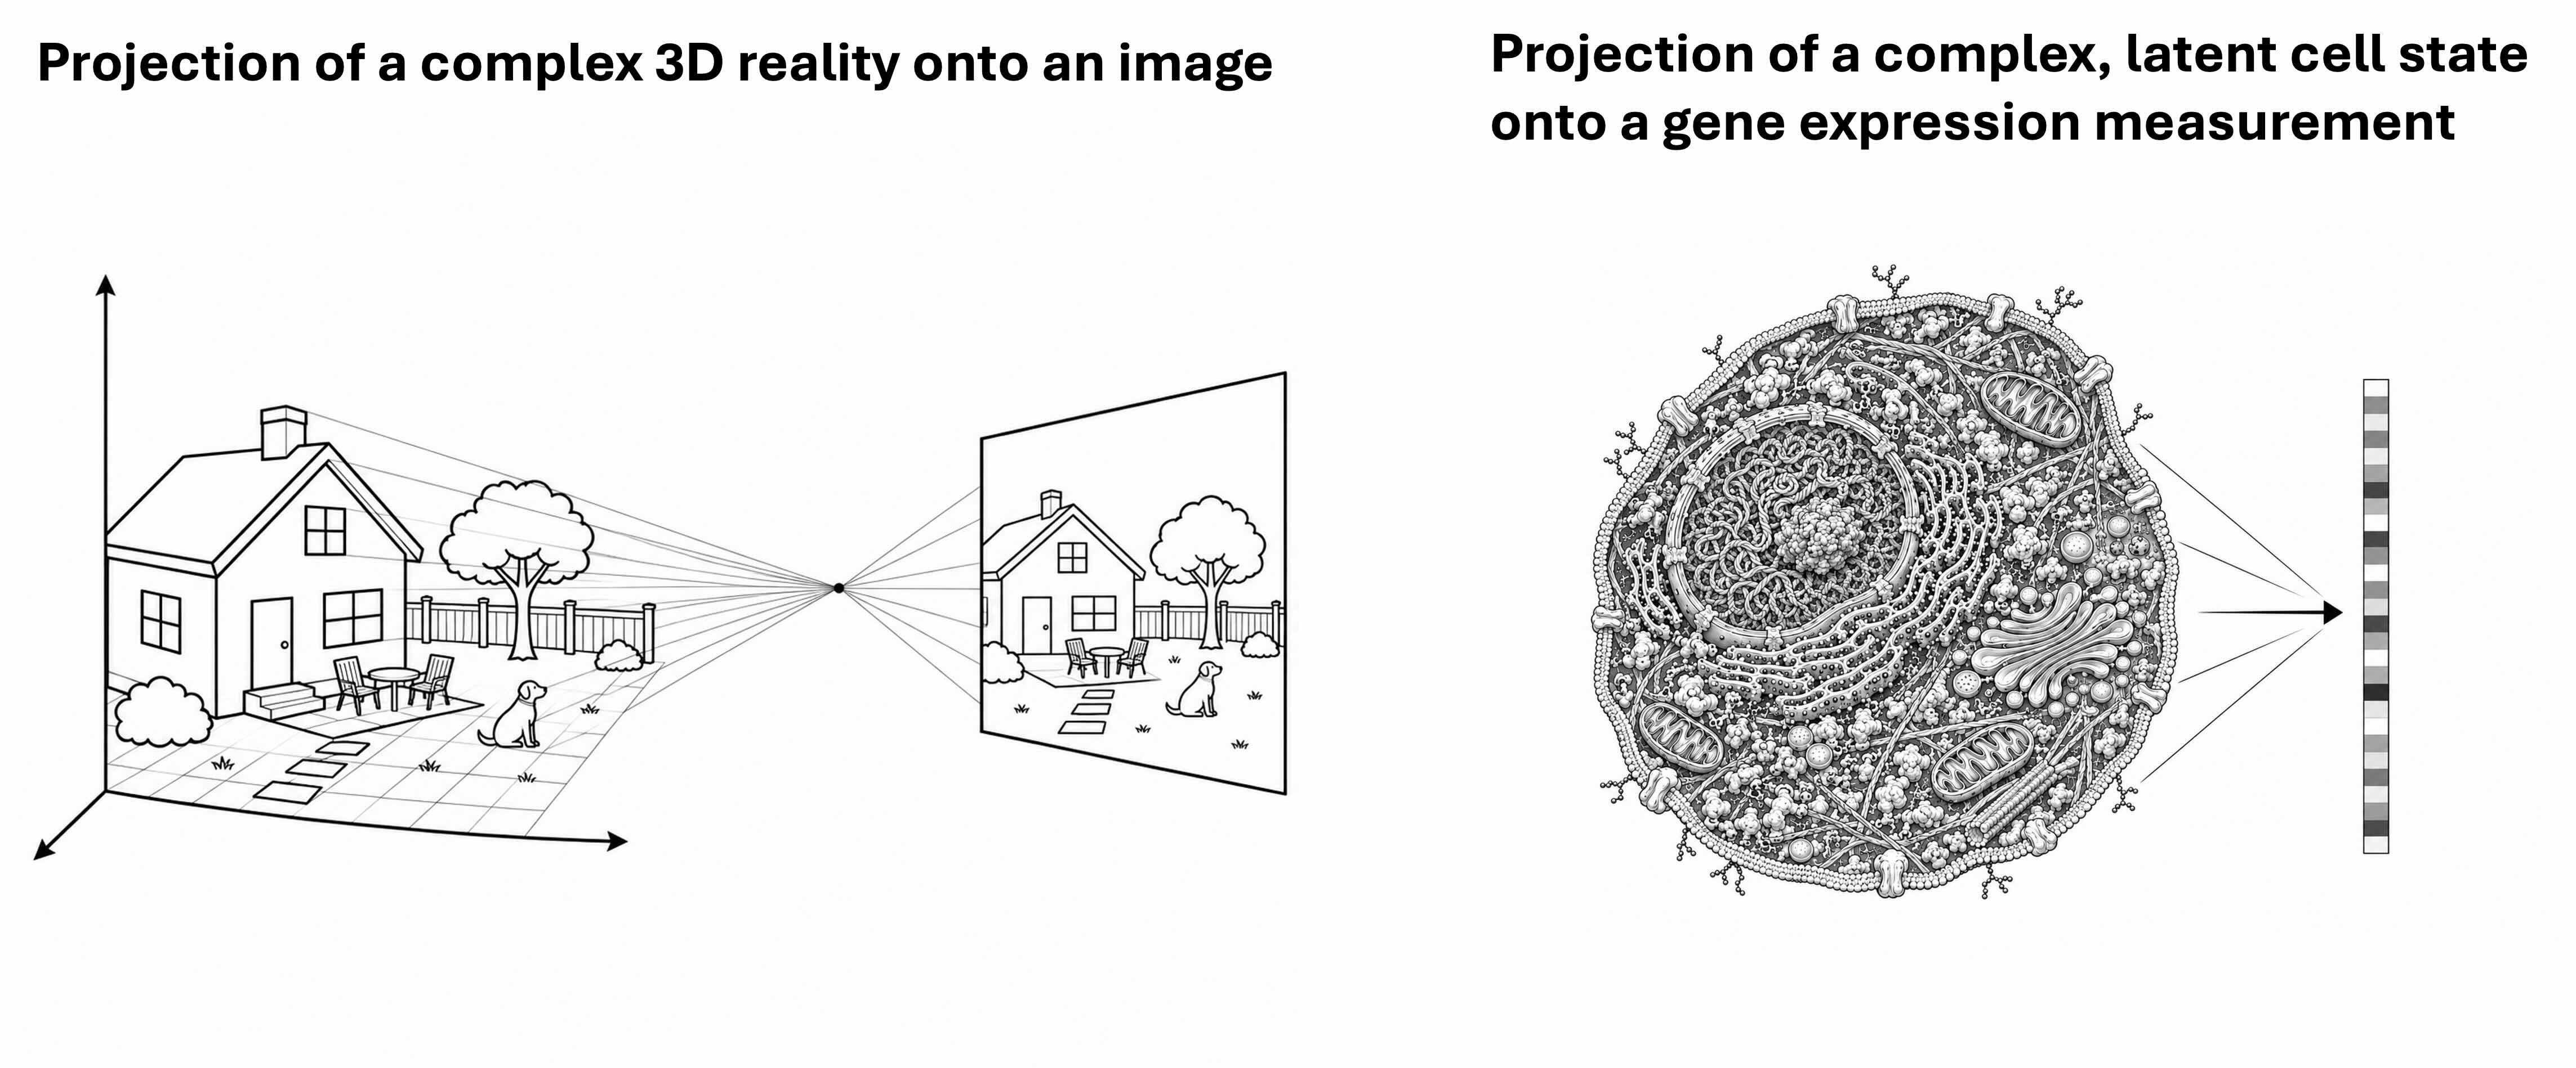 Projection of a complex 3D reality onto an image
Projection of a complex, latent cell state
onto a gene expression measurement